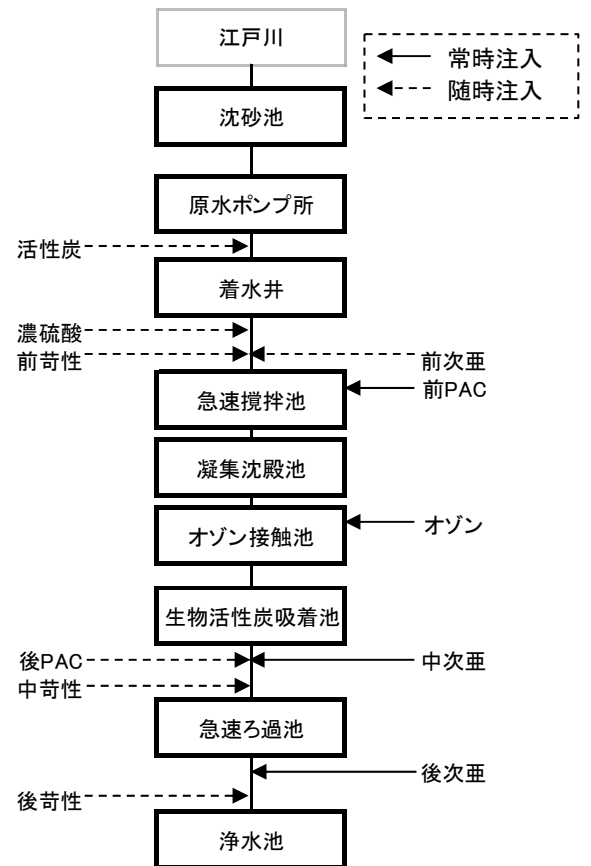 江戸川
常時注入
随時注入
沈砂池
原水ポンプ所
活性炭
着水井
濃硫酸
前苛性
前次亜
前PAC
急速撹拌池
凝集沈殿池
オゾン接触池
オゾン
生物活性炭吸着池
後PAC
中次亜
中苛性
急速ろ過池
後次亜
後苛性
浄水池